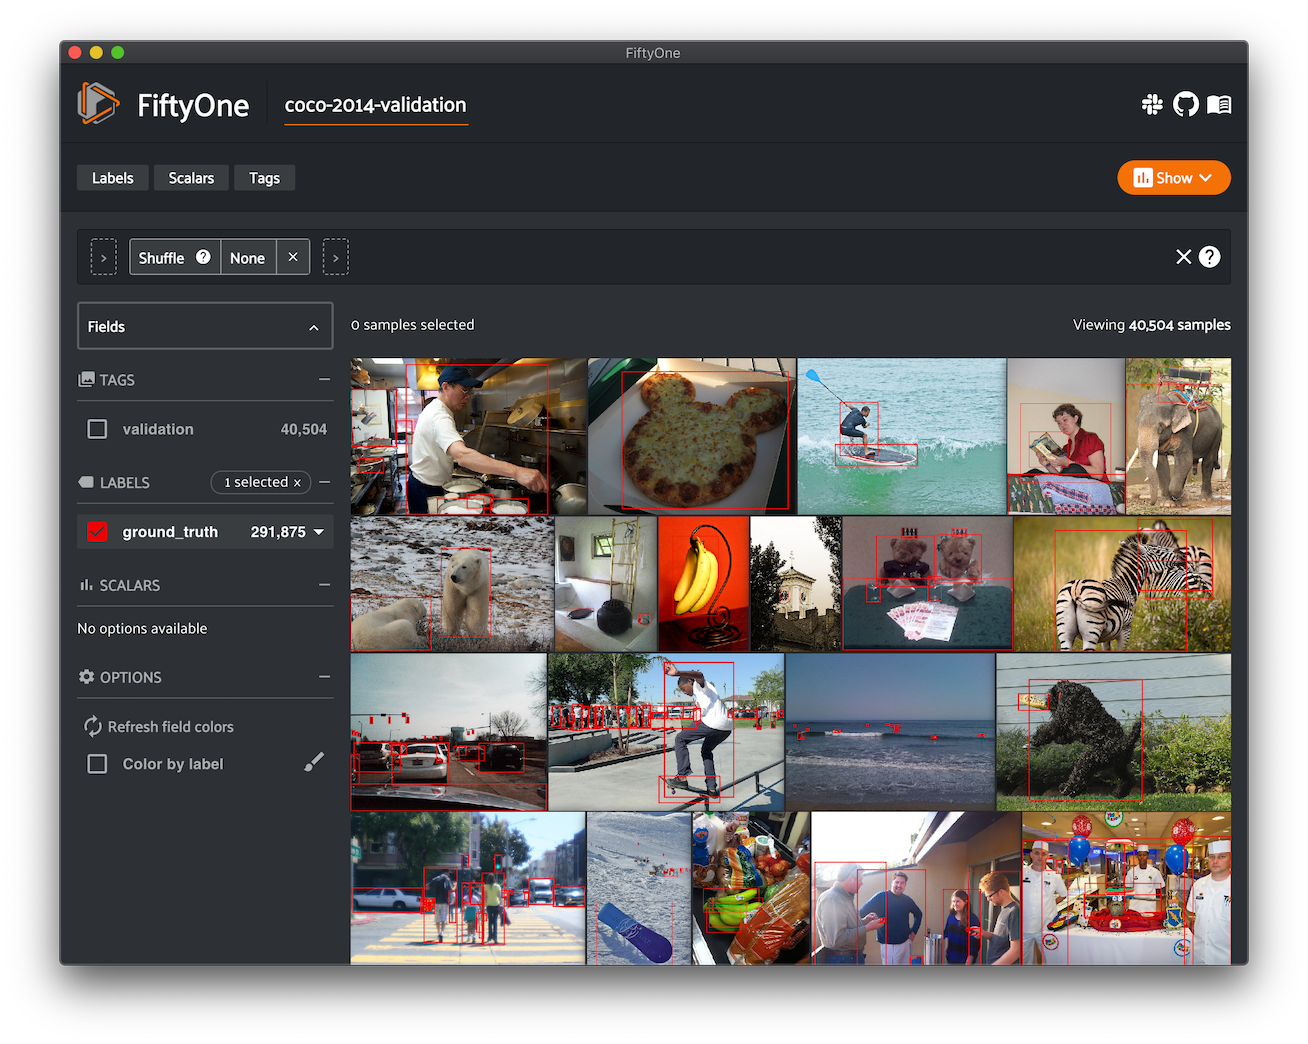 FiftyOne
FiftyOne
coco-2014-validation
Labels
Scalars
Tags
Show
>
Shuffle ?
None
×
>
× ?
Fields
0 samples selected
Viewing 40,504 samples
TAGS
validation
40,504
LABELS
1 selected ×
ground_truth
291,875
SCALARS
No options available
OPTIONS
Refresh field colors
Color by label